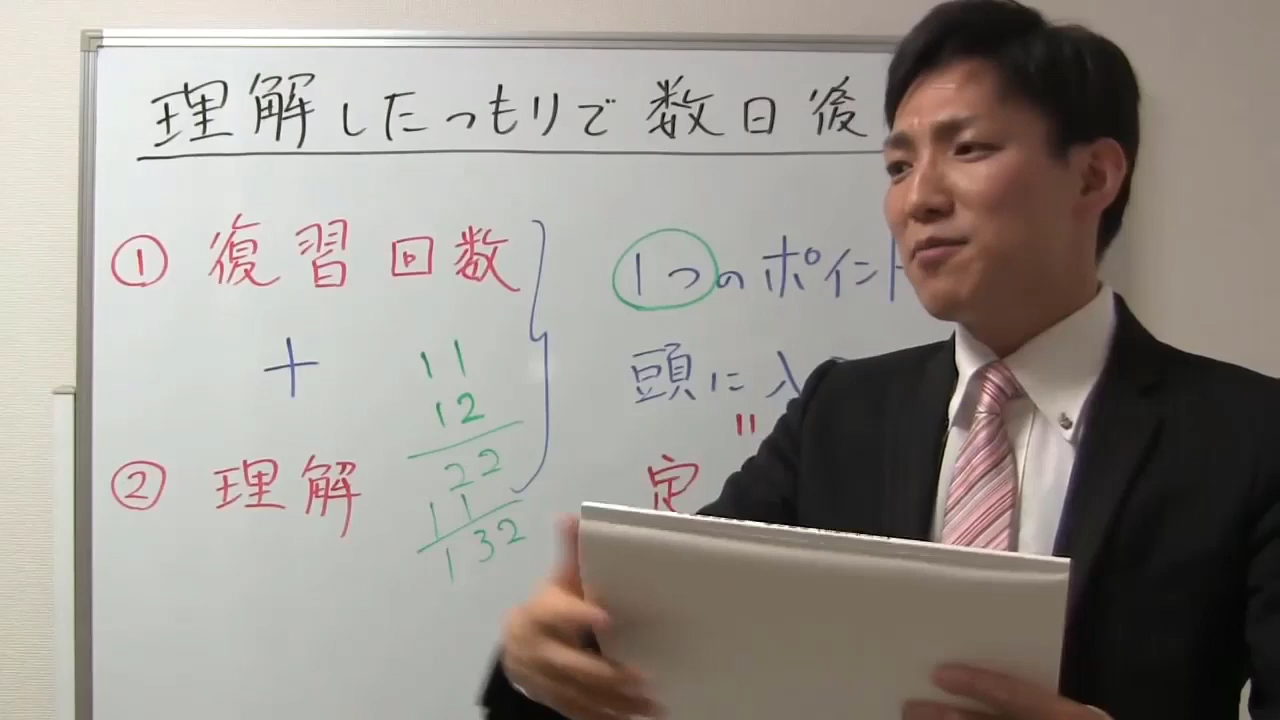 理解したつもりで数日後
① 復習回数
＋
② 理解
11
12
22
11
132
1つのポイント
頭に入
॥
定